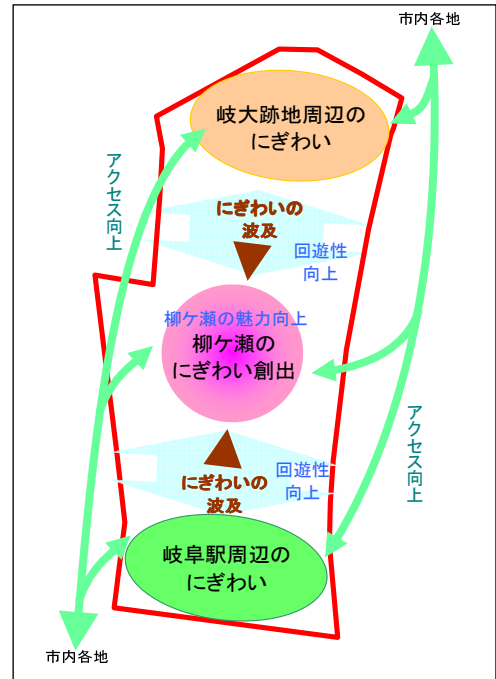 市内各地
岐大跡地周辺の
にぎわい
アクセス向上
にぎわいの
波及
回遊性
向上
柳ケ瀬の魅力向上
柳ケ瀬の
にぎわい創出
アクセス向上
回遊性
向上
にぎわいの
波及
岐阜駅周辺の
にぎわい
市内各地